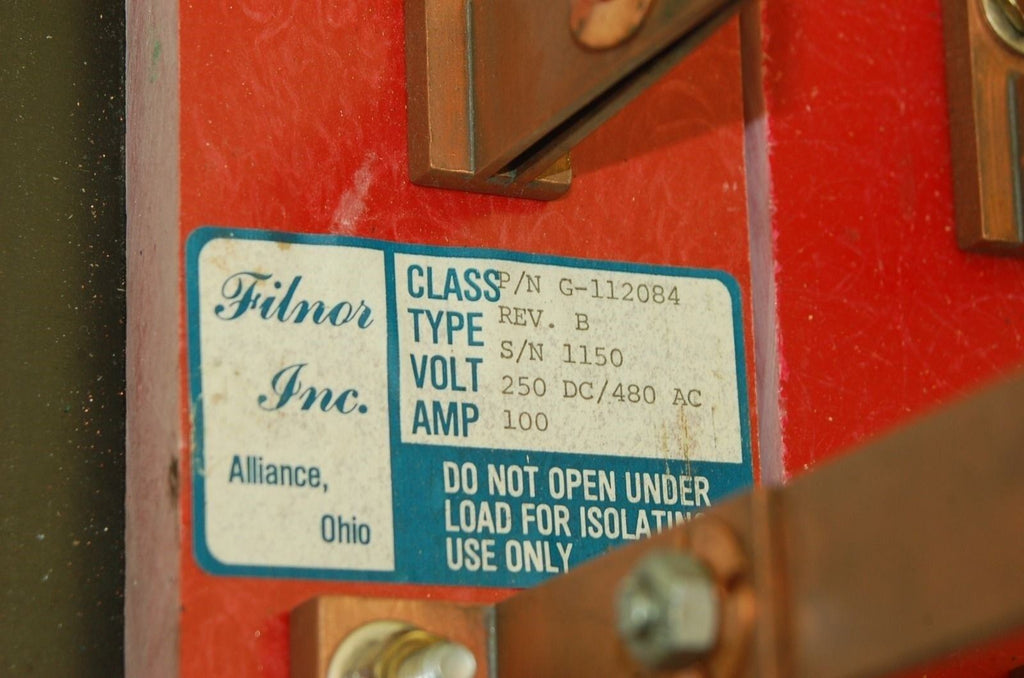 Filnor
Inc.
Alliance,
Ohio
CLASS P/N G-112084
TYPE REV. B
S/N 1150
VOLT 250 DC/480 AC
AMP 100
DO NOT OPEN UNDER
LOAD FOR ISOLATING
USE ONLY